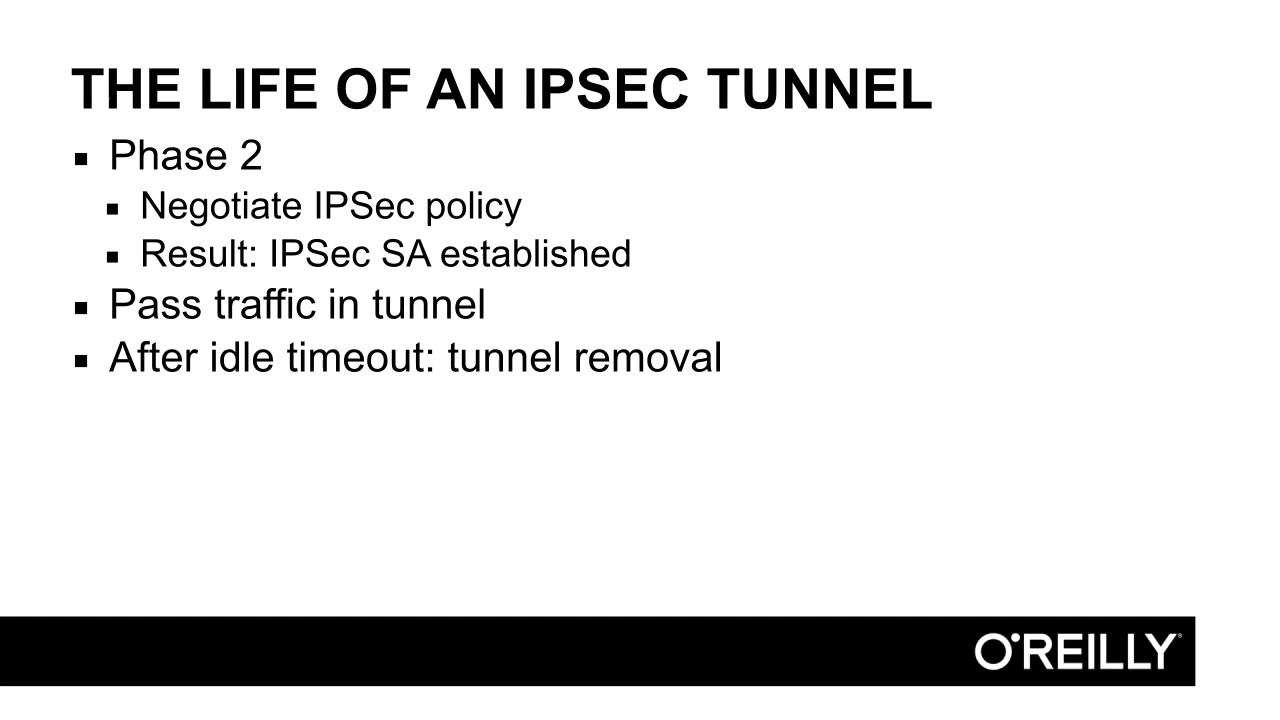 THE LIFE OF AN IPSEC TUNNEL
▪ Phase 2
▪ Negotiate IPSec policy
▪ Result: IPSec SA established
▪ Pass traffic in tunnel
▪ After idle timeout: tunnel removal
O'REILLY®